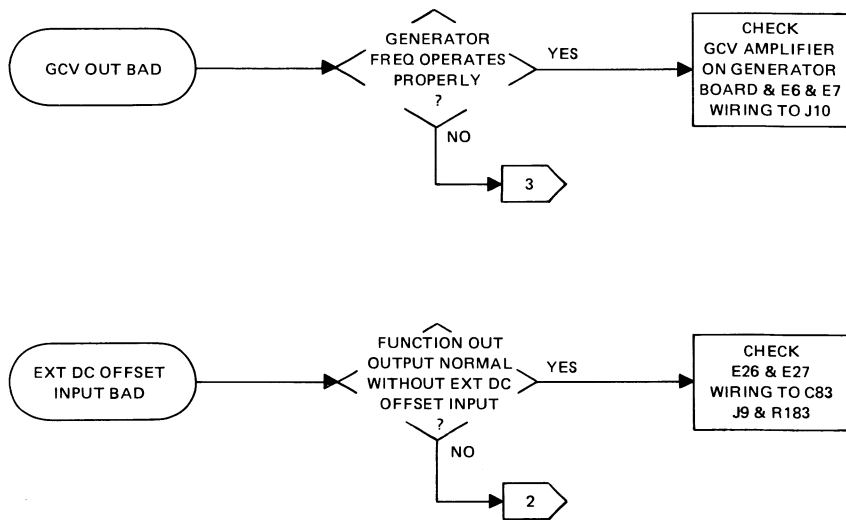 GCV OUT BAD
GENERATOR
FREQ OPERATES
PROPERLY
?
YES
NO
3
CHECK
GCV AMPLIFIER
ON GENERATOR
BOARD & E6 & E7
WIRING TO J10
EXT DC OFFSET
INPUT BAD
FUNCTION OUT
OUTPUT NORMAL
WITHOUT EXT DC
OFFSET INPUT
?
YES
NO
2
CHECK
E26 & E27
WIRING TO C83
J9 & R183